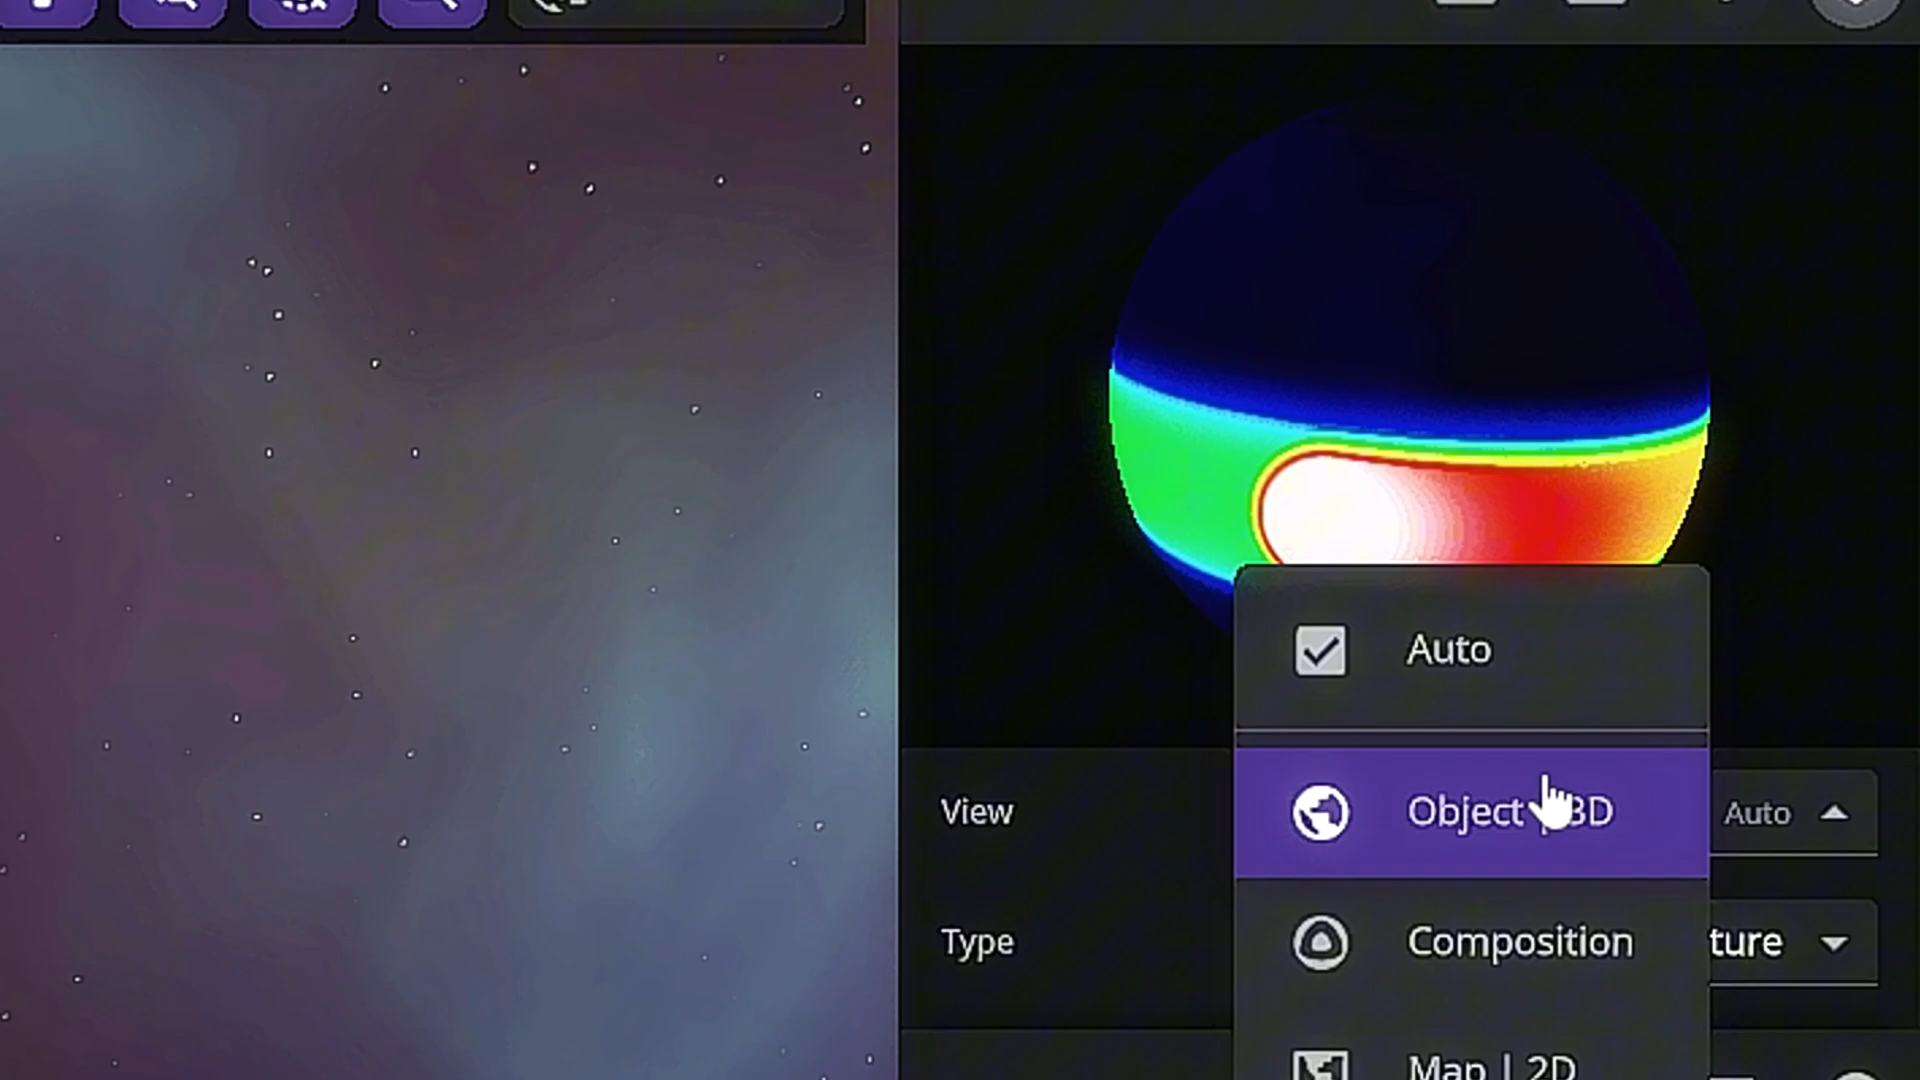 Auto
View
Object | 3D
Auto
Type
Composition
ture
Map | 2D